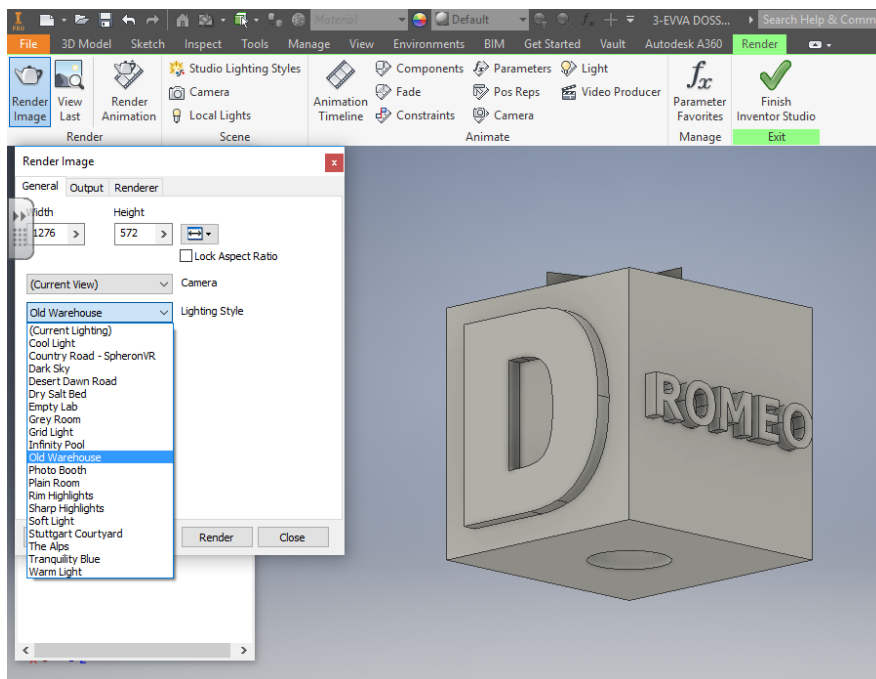 PRO Material Default 3-EVVA DOSS... Search Help & Comm
File 3D Model Sketch Inspect Tools Manage View Environments BIM Get Started Vault Autodesk A360 Render
Render Image
View Last
Render Animation
Studio Lighting Styles
Camera
Local Lights
Animation Timeline
Components
Fade
Constraints
Parameters
Pos Reps
Camera
Light
Video Producer
fx
Parameter Favorites
Finish Inventor Studio
Render Scene Animate Manage Exit
Render Image x
General Output Renderer
Width Height
1276 572
Lock Aspect Ratio
(Current View) Camera
Old Warehouse Lighting Style
(Current Lighting)
Cool Light
Country Road - SpheronVR
Dark Sky
Desert Dawn Road
Dry Salt Bed
Empty Lab
Grey Room
Grid Light
Infinity Pool
Old Warehouse
Photo Booth
Plain Room
Rim Highlights
Sharp Highlights
Soft Light
Stuttgart Courtyard
The Alps
Tranquility Blue
Warm Light
Render Close
D
ROMEO